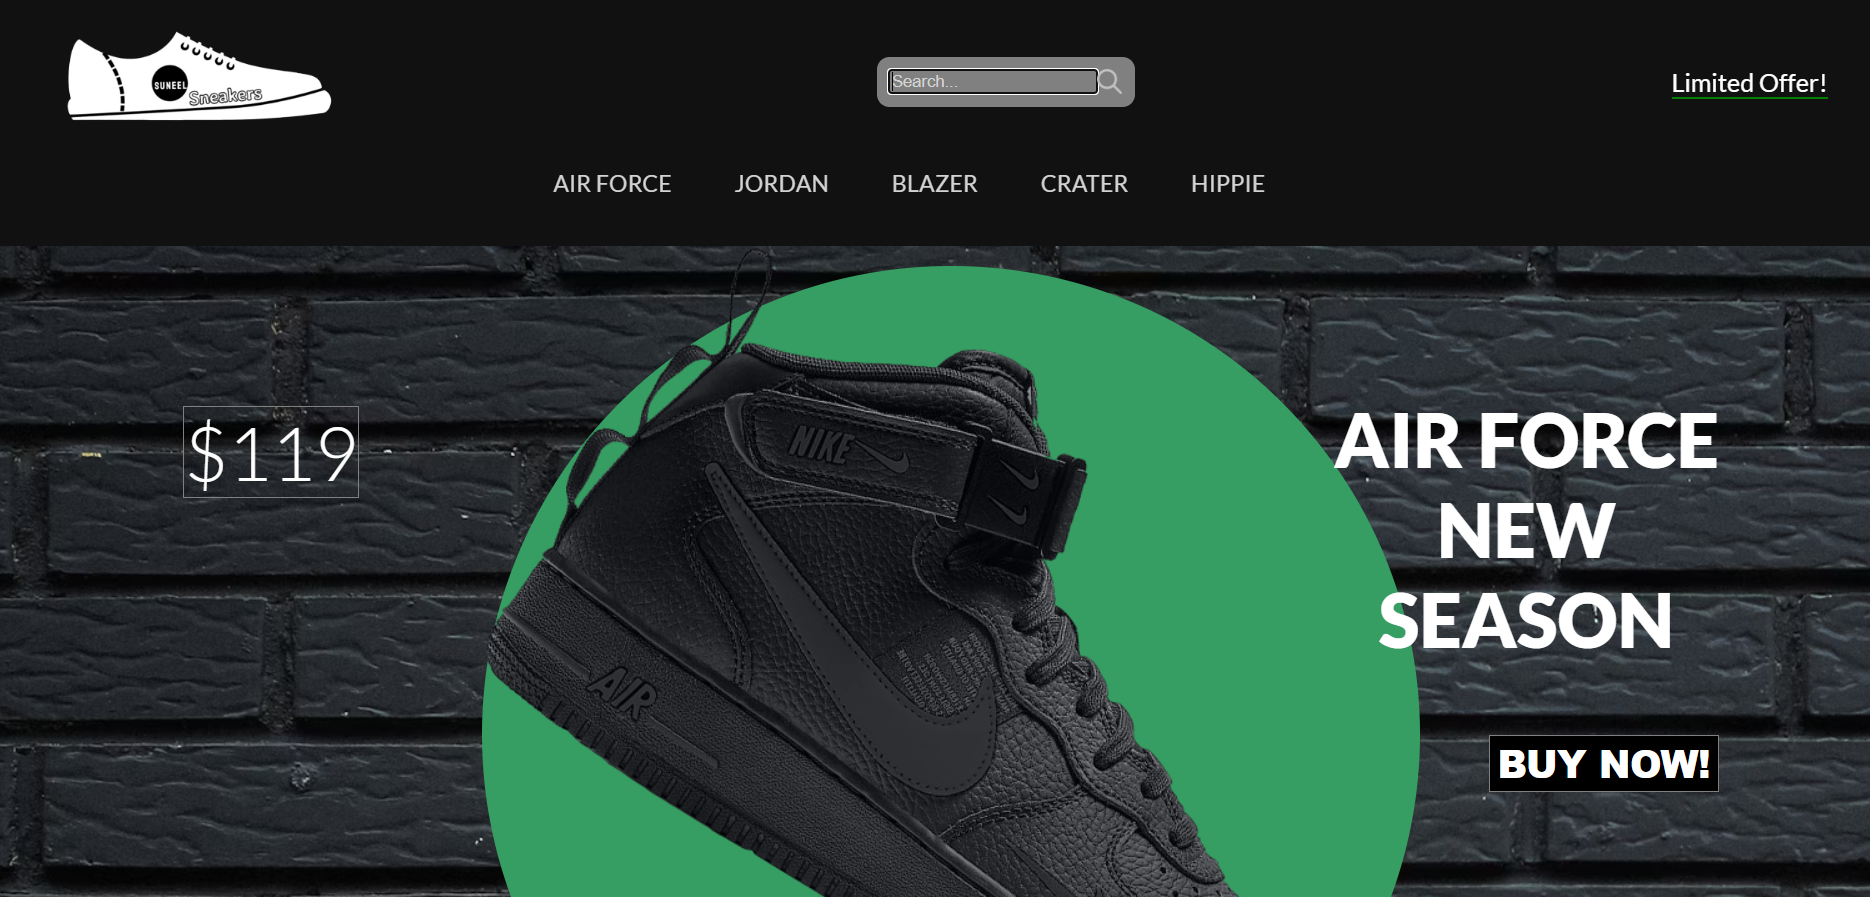 SUNEEL
Sneakers
Search...
Limited Offer!
AIR FORCE
JORDAN
BLAZER
CRATER
HIPPIE
$119
NIKE
AIR
AIR FORCE
NEW
SEASON
BUY NOW!